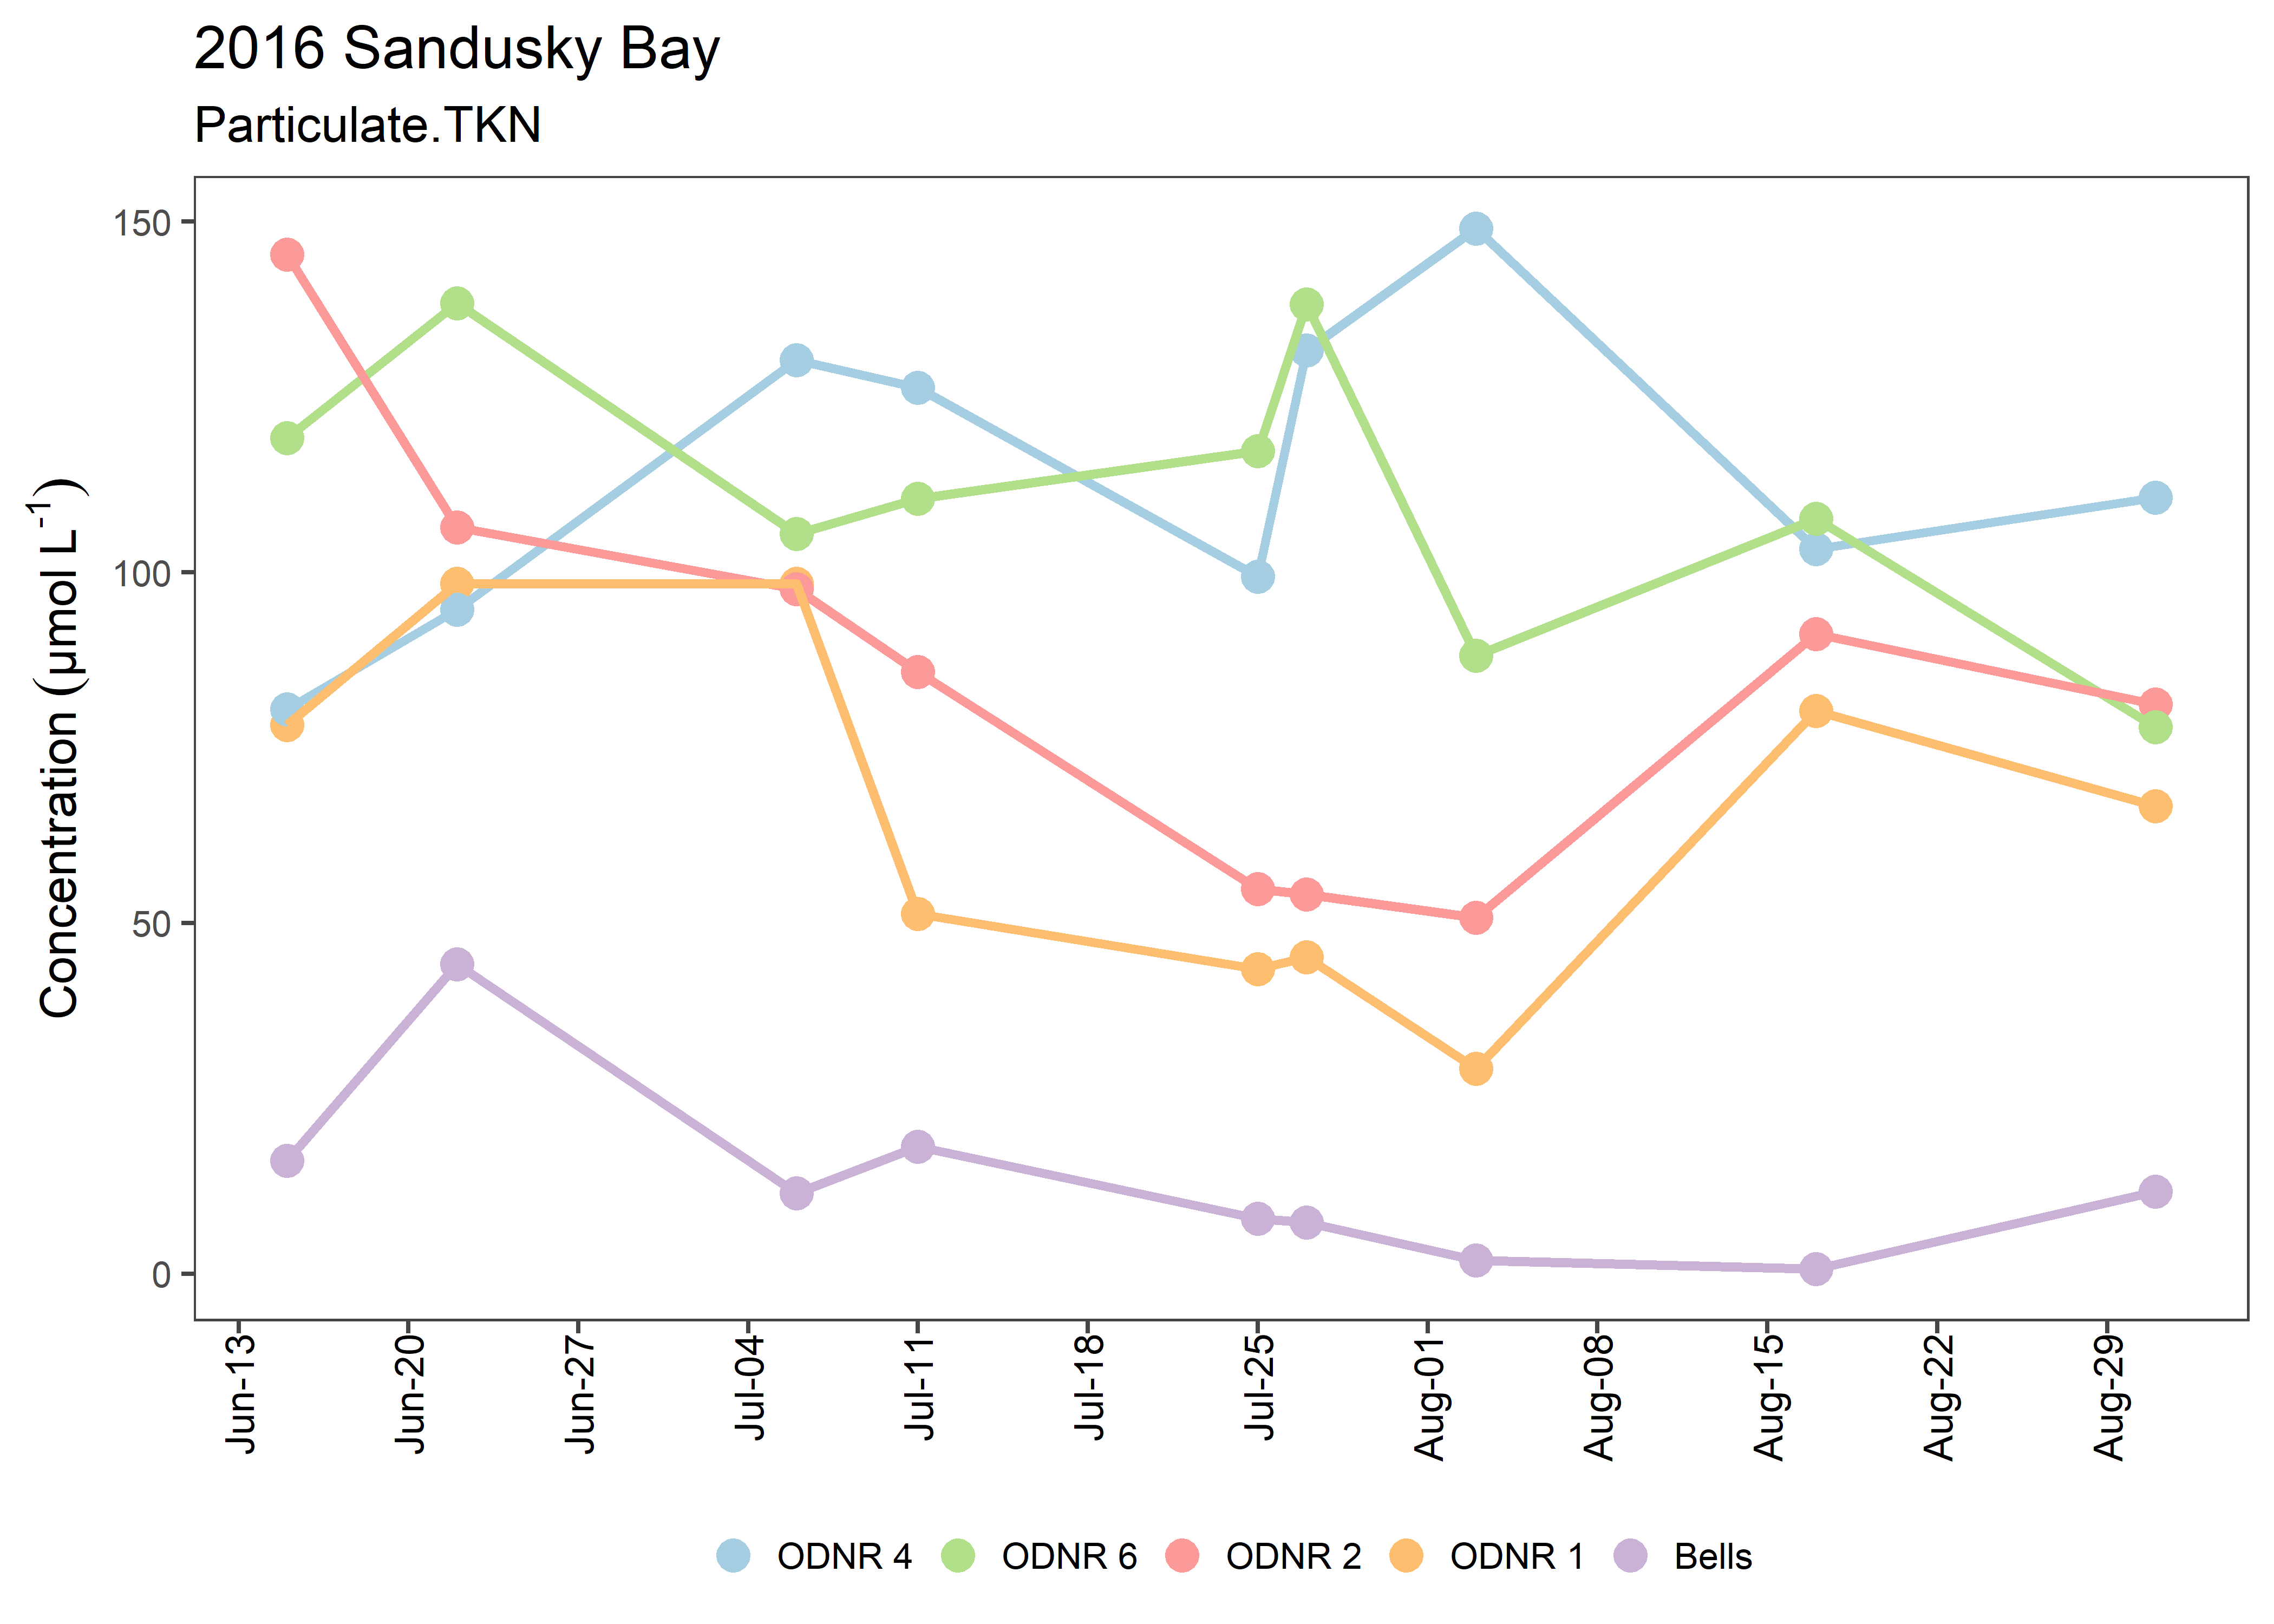 2016 Sandusky Bay
Particulate.TKN
Concentration (µmol L⁻¹)
150
100
50
0
Jun-13
Jun-20
Jun-27
Jul-04
Jul-11
Jul-18
Jul-25
Aug-01
Aug-08
Aug-15
Aug-22
Aug-29
ODNR 4 ODNR 6 ODNR 2 ODNR 1 Bells